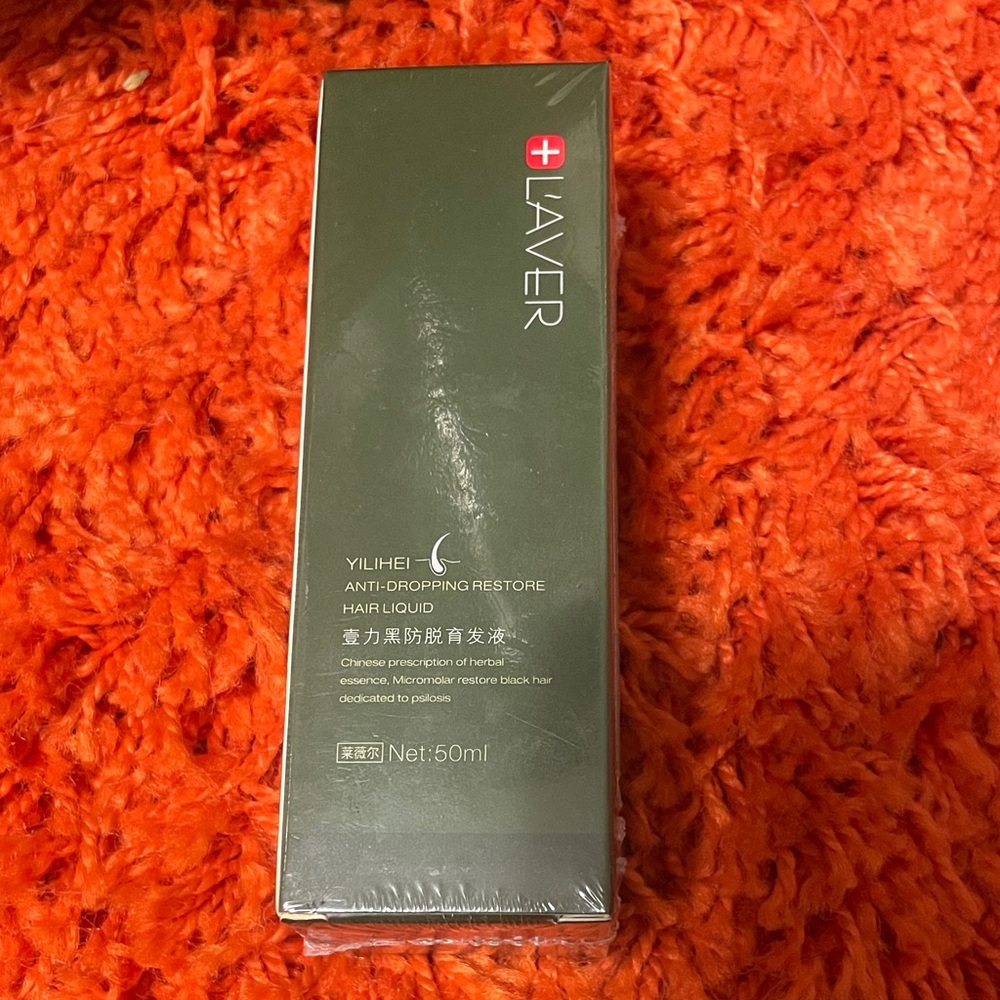 L'AVER
YILIHEI
ANTI-DROPPING RESTORE
HAIR LIQUID
壹力黑防脱育发液
Chinese prescription of herbal
essence, Micromolar restore black hair
dedicated to psilosis
莱薇尔 Net:50ml